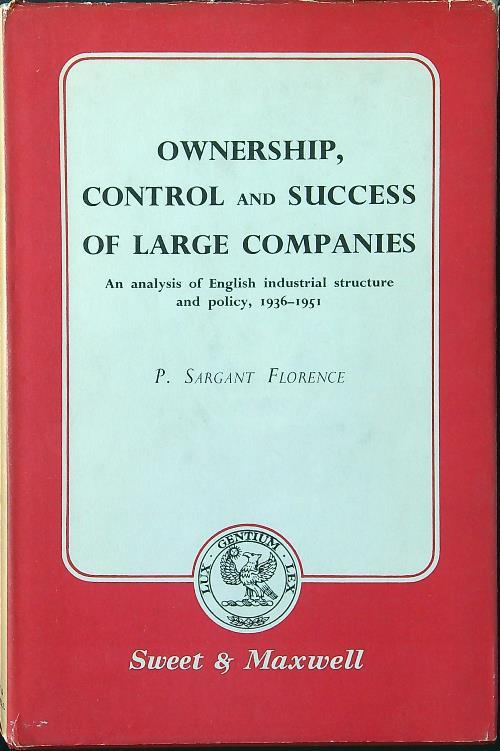 OWNERSHIP,
CONTROL AND SUCCESS
OF LARGE COMPANIES
An analysis of English industrial structure
and policy, 1936–1951
P. SARGANT FLORENCE
LUX · GENTIUM · LEX
Sweet & Maxwell